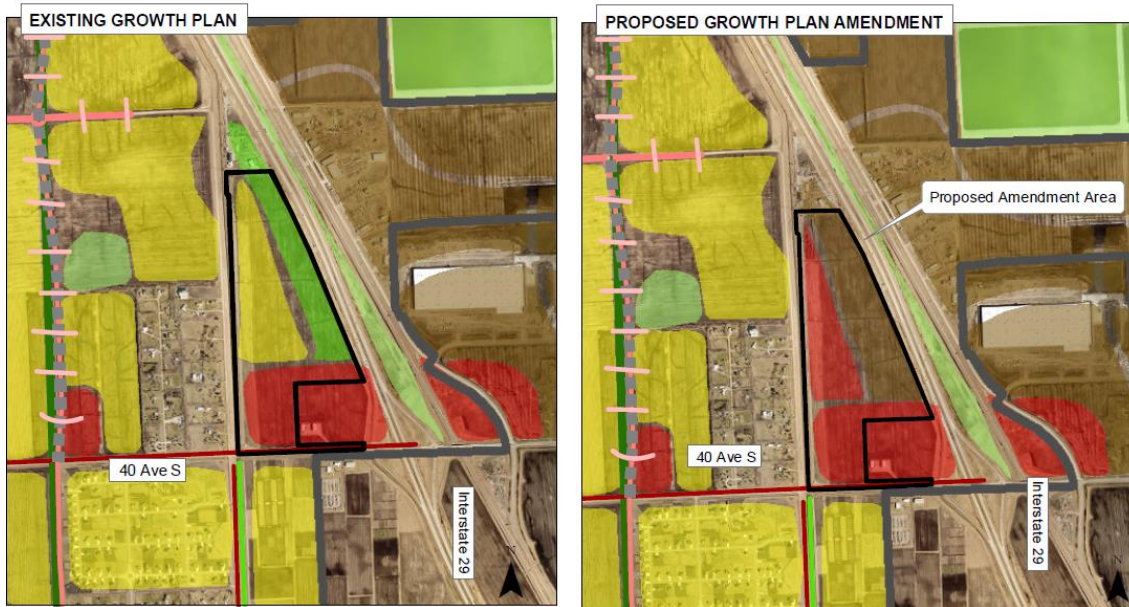 EXISTING GROWTH PLAN
40 Ave S
Interstate 29
PROPOSED GROWTH PLAN AMENDMENT
Proposed Amendment Area
40 Ave S
Interstate 29